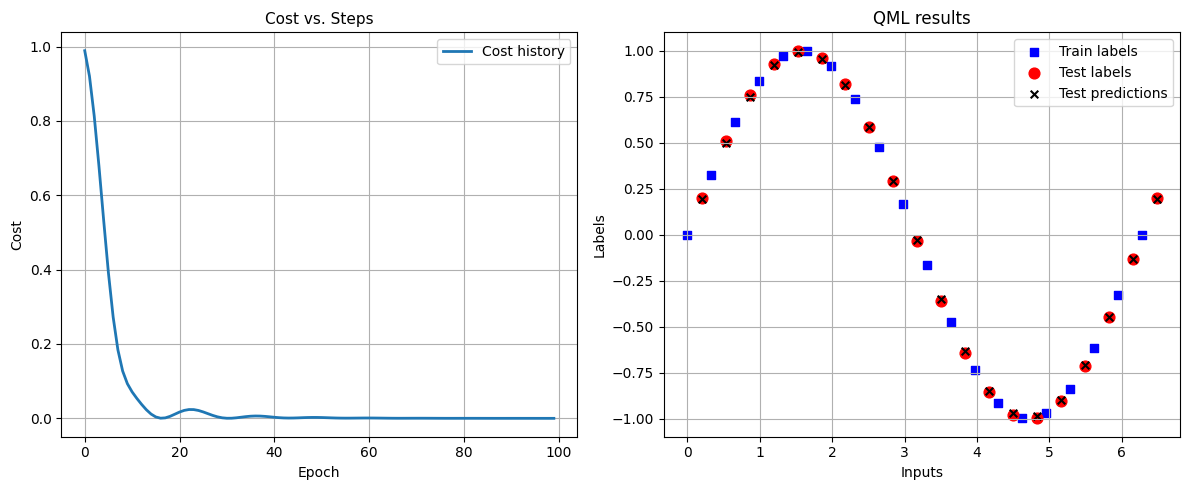 Cost vs. Steps
Cost history
1.0
0.8
0.6
0.4
0.2
0.0
Cost
0
20
40
60
80
100
Epoch
QML results
Train labels
Test labels
Test predictions
1.00
0.75
0.50
0.25
0.00
−0.25
−0.50
−0.75
−1.00
Labels
0
1
2
3
4
5
6
Inputs